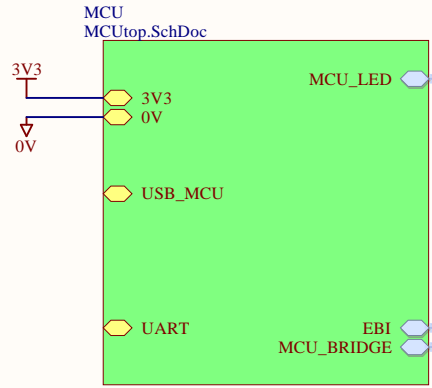 MCU
MCUtop.SchDoc
3V3
MCU_LED
3V3
0V
0V
USB_MCU
UART
EBI
MCU_BRIDGE